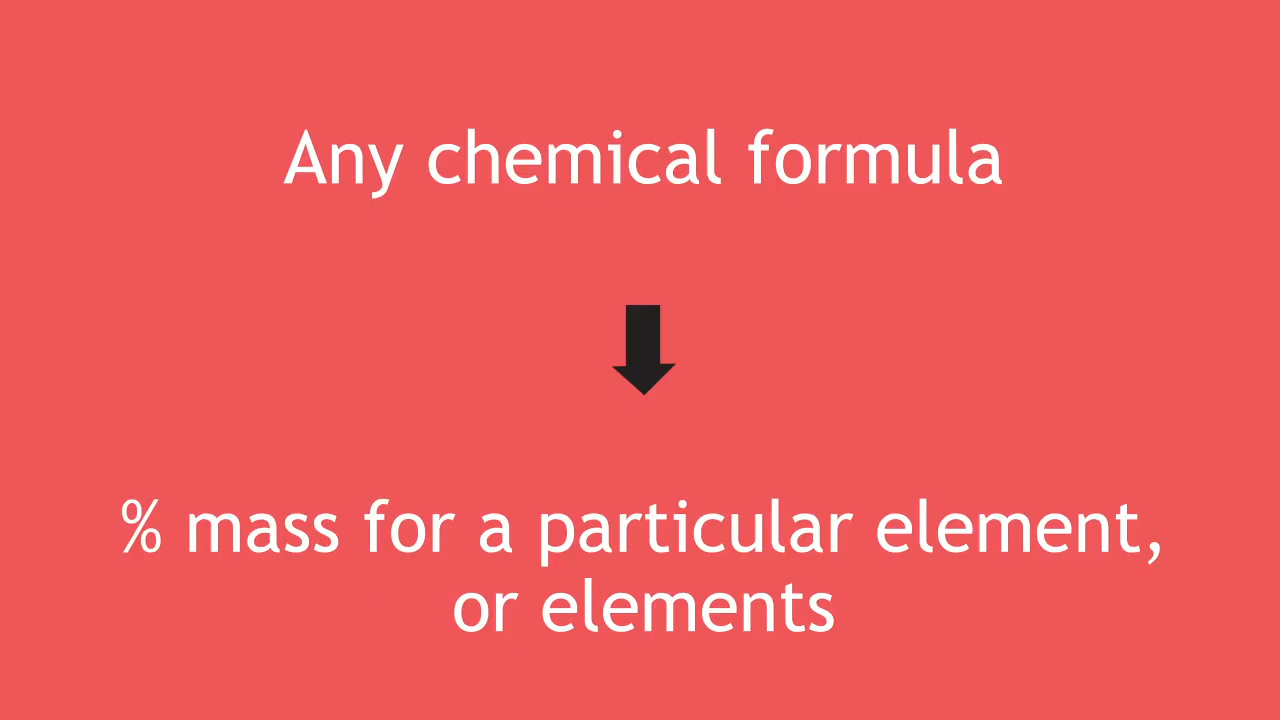 Any chemical formula
% mass for a particular element,
or elements